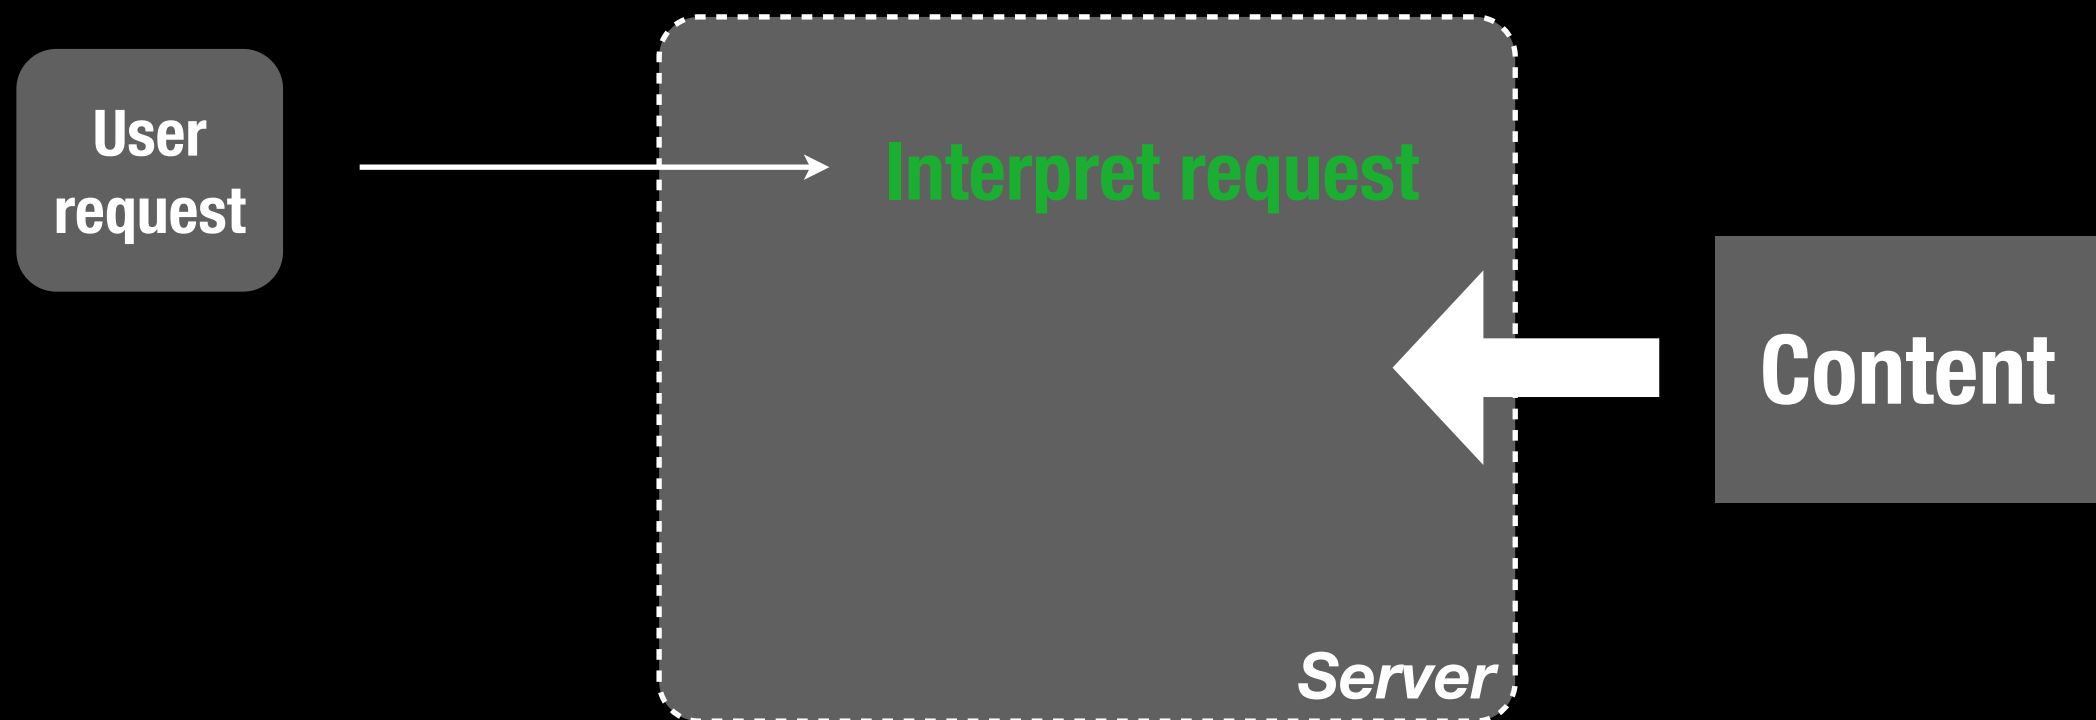 User
request
Interpret request
Content
Server